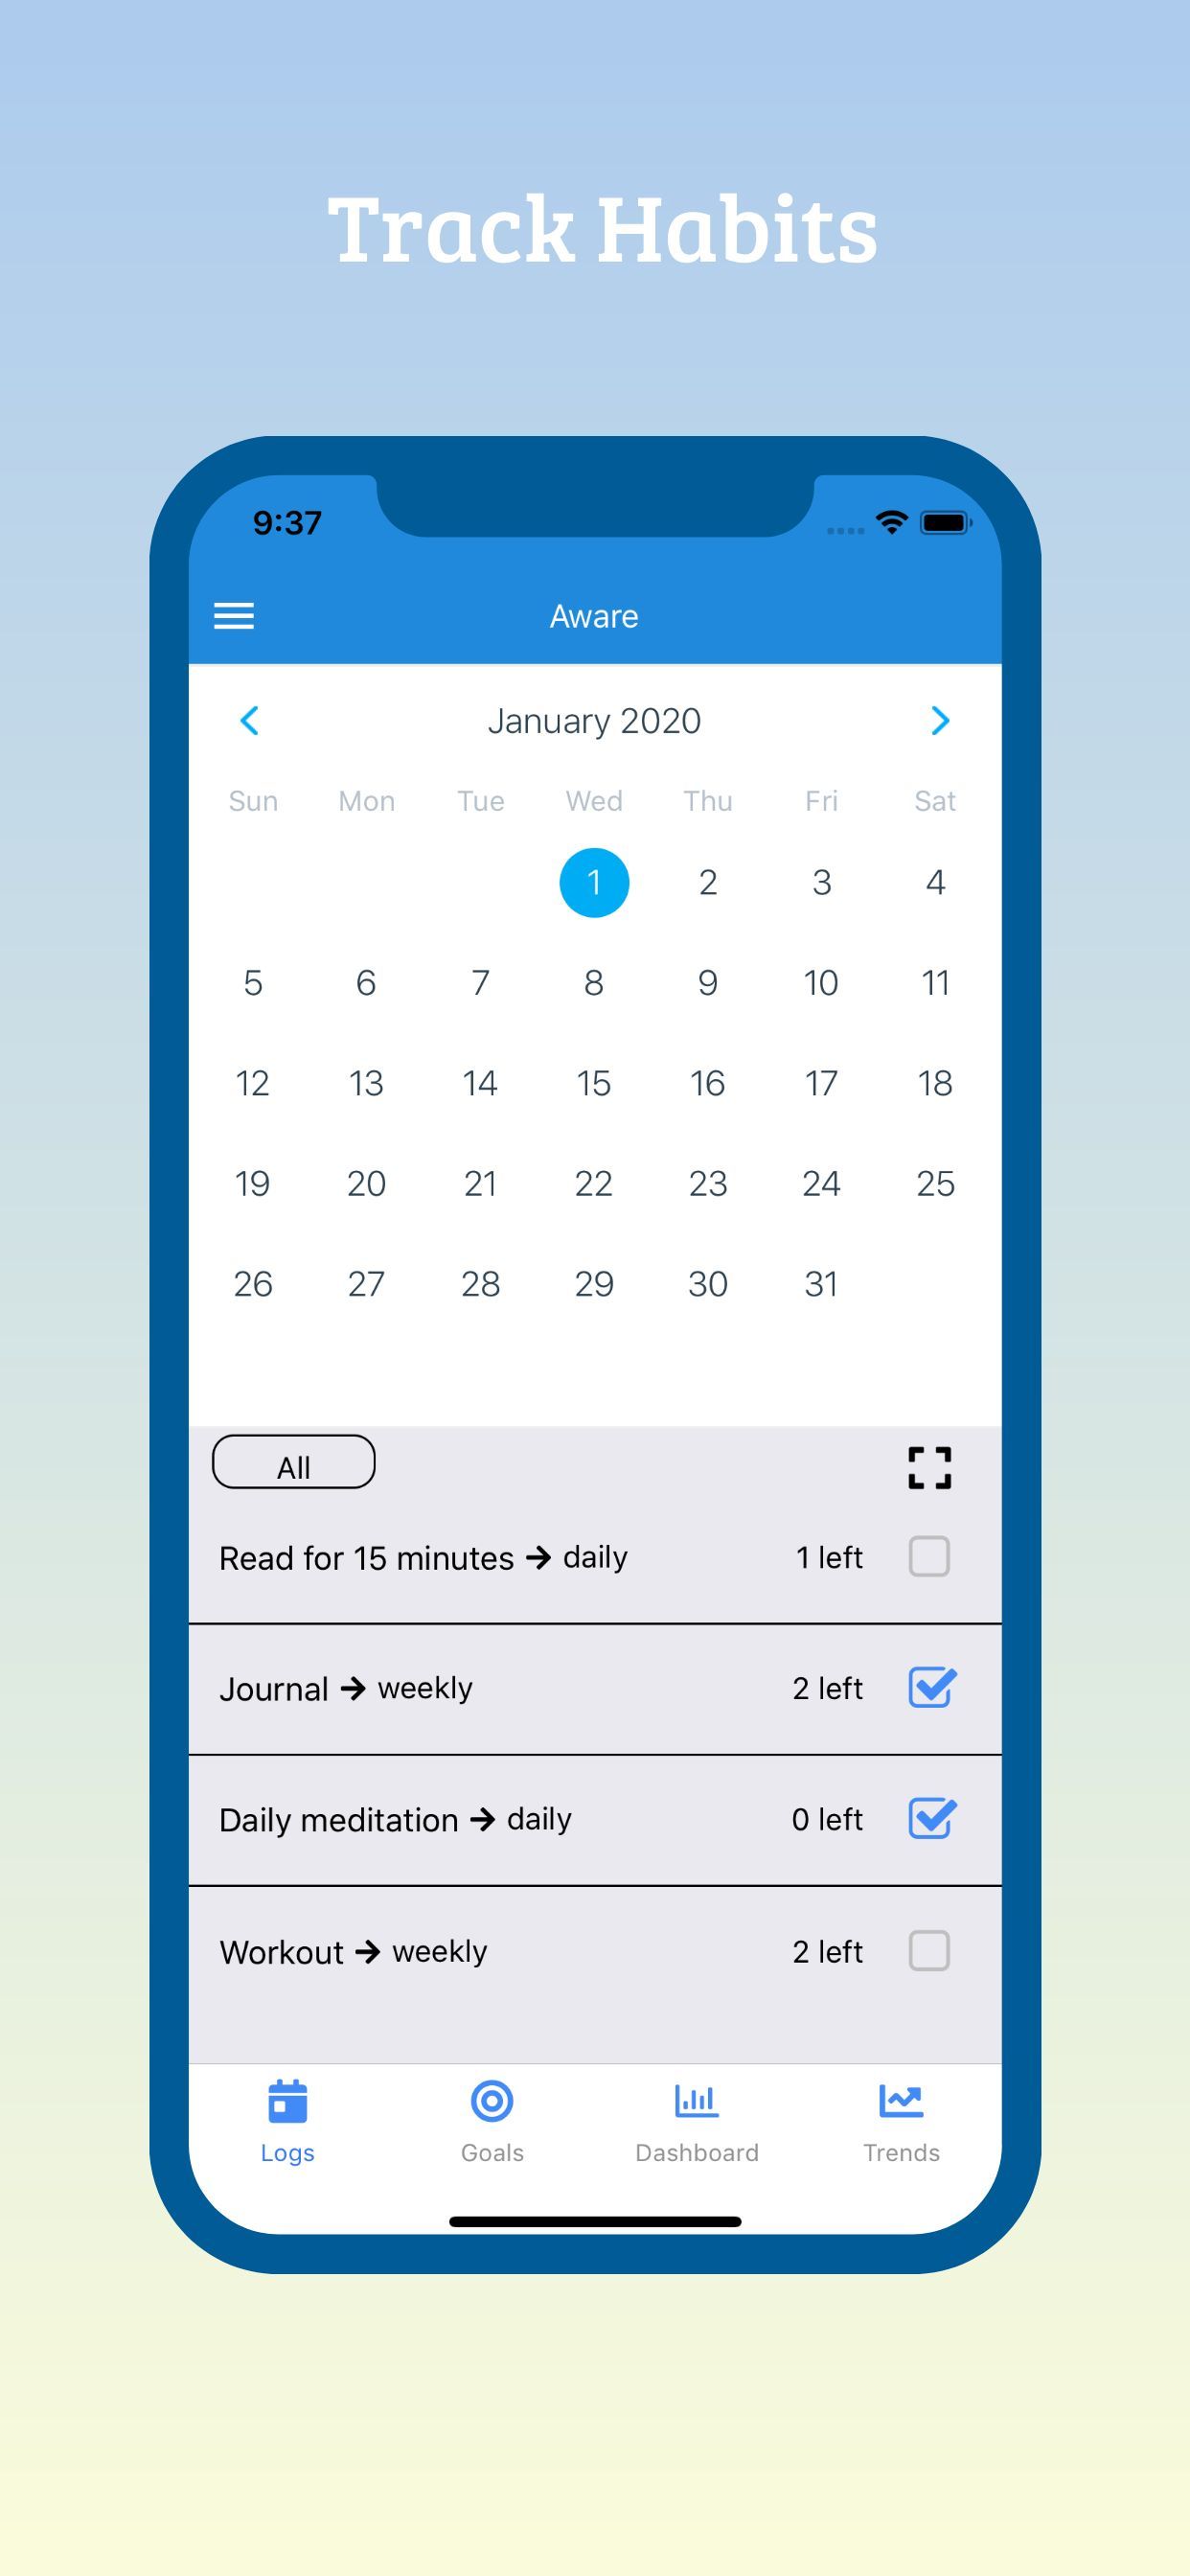 Track Habits
9:37
Aware
January 2020
Sun Mon Tue Wed Thu Fri Sat
1 2 3 4
5 6 7 8 9 10 11
12 13 14 15 16 17 18
19 20 21 22 23 24 25
26 27 28 29 30 31
All
Read for 15 minutes → daily 1 left
Journal → weekly 2 left
Daily meditation → daily 0 left
Workout → weekly 2 left
Logs Goals Dashboard Trends